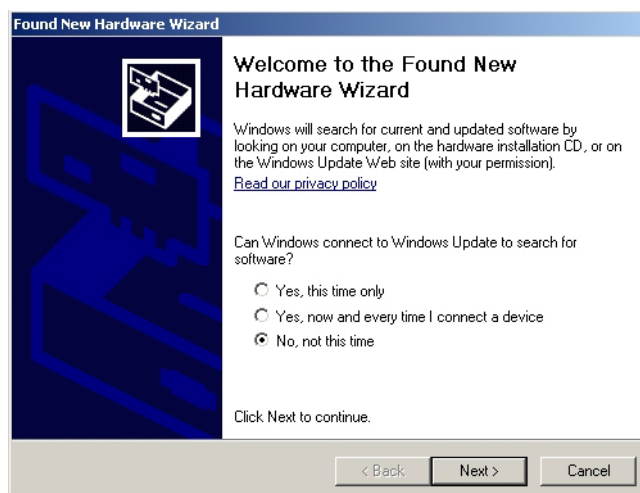 Found New Hardware Wizard
Welcome to the Found New
Hardware Wizard
Windows will search for current and updated software by
looking on your computer, on the hardware installation CD, or on
the Windows Update Web site (with your permission).
Read our privacy policy
Can Windows connect to Windows Update to search for
software?
Yes, this time only
Yes, now and every time I connect a device
No, not this time
Click Next to continue.
< Back
Next >
Cancel